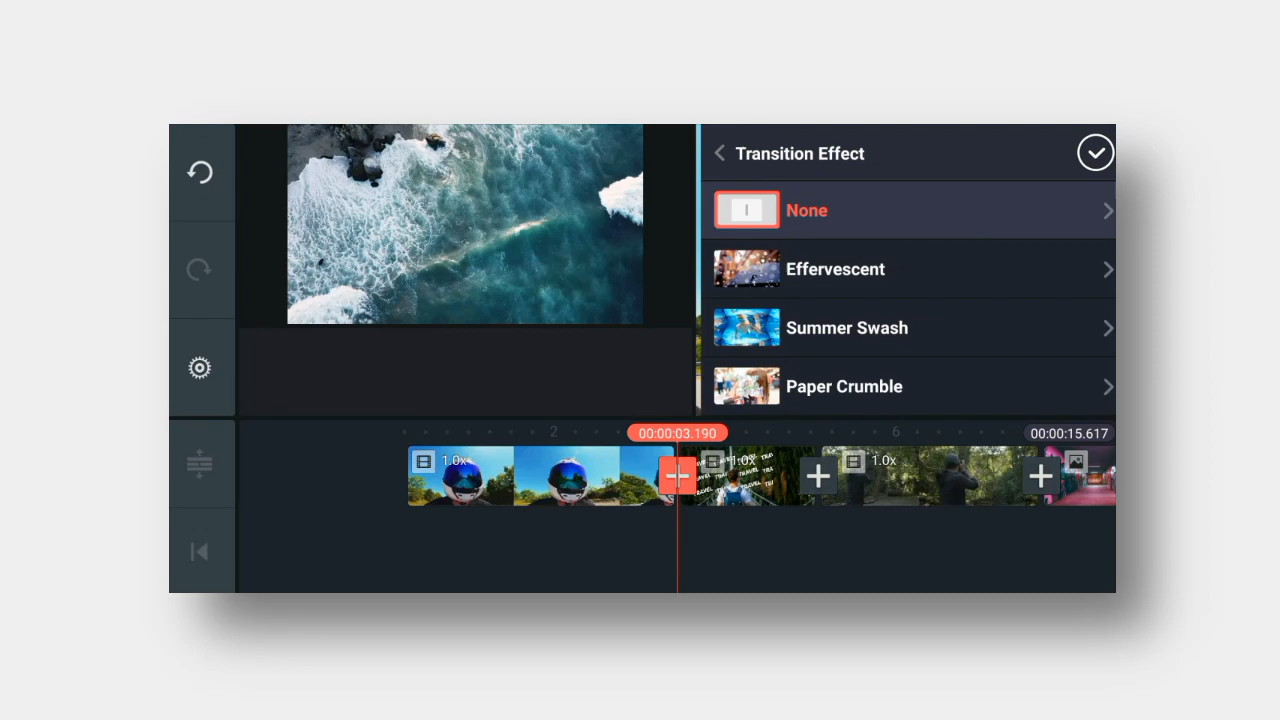 Transition Effect
None
Effervescent
Summer Swash
Paper Crumble
2
00:00:03.190
6
00:00:15.617
1.0x
1.0x
1.0x